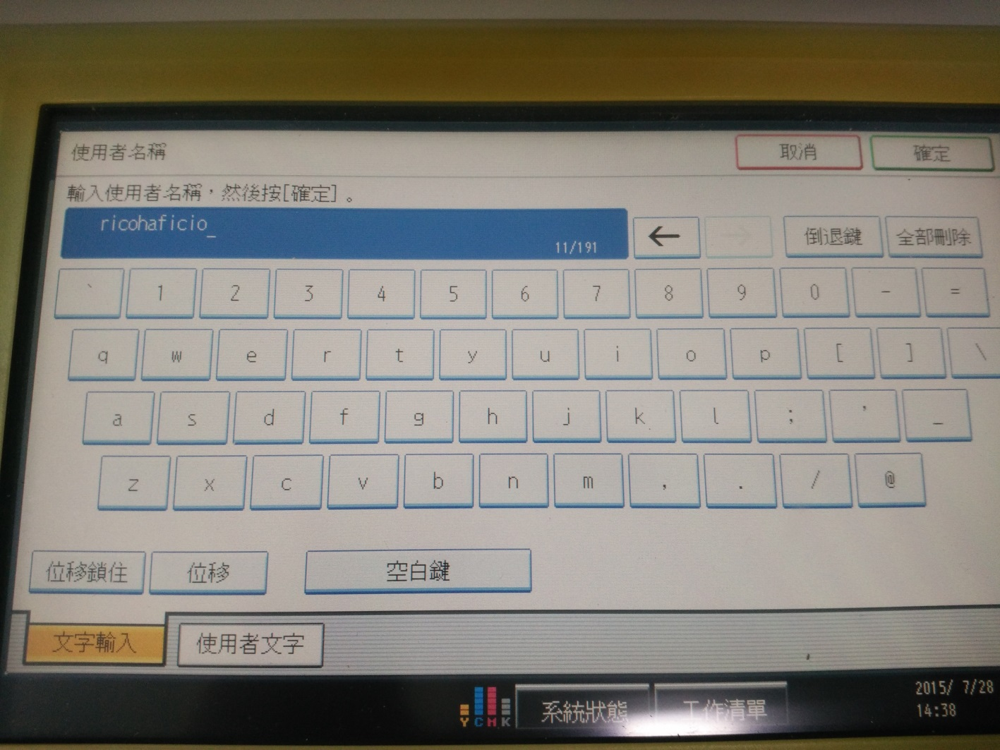 使用者名稱 取消 確定
輸入使用者名稱，然後按[確定]。
ricohaficio_
11/191
← → 倒退鍵 全部刪除
` 1 2 3 4 5 6 7 8 9 0 - =
q w e r t y u i o p [ ] \
a s d f g h j k l ; ’ _
z x c v b n m , . / @
位移鎖住 位移 空白鍵
文字輸入 使用者文字
Y C M K 系統狀態 工作清單
2015/ 7/28
14:38